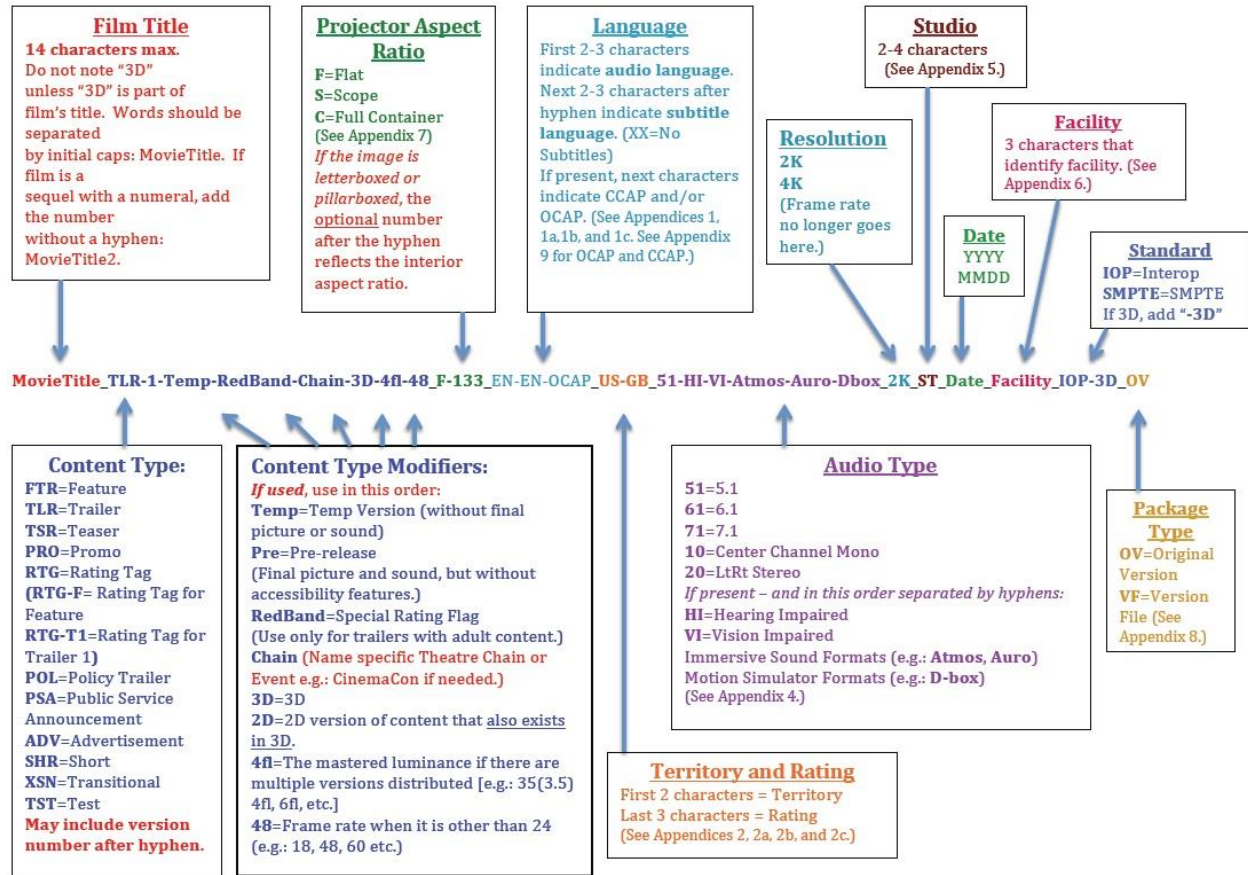 Film Title
14 characters max.
Do not note “3D”
unless “3D” is part of
film’s title. Words should be
separated
by initial caps: MovieTitle. If
film is a
sequel with a numeral, add
the number
without a hyphen:
MovieTitle2.
Projector Aspect
Ratio
F=Flat
S=Scope
C=Full Container
(See Appendix 7)
If the image is
letterboxed or
pillarboxed, the
optional number
after the hyphen
reflects the interior
aspect ratio.
Language
First 2-3 characters
indicate audio language.
Next 2-3 characters after
hyphen indicate subtitle
language. (XX=No
Subtitles)
If present, next characters
indicate CCAP and/or
OCAP. (See Appendices 1,
1a,1b, and 1c. See Appendix
9 for OCAP and CCAP.)
Resolution
2K
4K
(Frame rate
no longer goes
here.)
Studio
2-4 characters
(See Appendix 5.)
Date
YYYY
MMDD
Facility
3 characters that
identify facility. (See
Appendix 6.)
Standard
IOP=Interop
SMPTE=SMPTE
If 3D, add “-3D”
MovieTitle_TLR-1-Temp-RedBand-Chain-3D-4fl-48_F-133_EN-EN-OCAP_US-GB_51-HI-VI-Atmos-Auro-Dbox_2K_ST_Date_Facility_IOP-3D_OV
Content Type:
FTR=Feature
TLR=Trailer
TSR=Teaser
PRO=Promo
RTG=Rating Tag
(RTG-F= Rating Tag for
Feature
RTG-T1=Rating Tag for
Trailer 1)
POL=Policy Trailer
PSA=Public Service
Announcement
ADV=Advertisement
SHR=Short
XSN=Transitional
TST=Test
May include version
number after hyphen.
Content Type Modifiers:
If used, use in this order:
Temp=Temp Version (without final
picture or sound)
Pre=Pre-release
(Final picture and sound, but without
accessibility features.)
RedBand=Special Rating Flag
(Use only for trailers with adult content.)
Chain (Name specific Theatre Chain or
Event e.g.: CinemaCon if needed.)
3D=3D
2D=2D version of content that also exists
in 3D.
4fl=The mastered luminance if there are
multiple versions distributed [e.g.: 35(3.5)
4fl, 6fl, etc.]
48=Frame rate when it is other than 24
(e.g.: 18, 48, 60 etc.)
Territory and Rating
First 2 characters = Territory
Last 3 characters = Rating
(See Appendices 2, 2a, 2b, and 2c.)
Audio Type
51=5.1
61=6.1
71=7.1
10=Center Channel Mono
20=LtRt Stereo
If present – and in this order separated by hyphens:
HI=Hearing Impaired
VI=Vision Impaired
Immersive Sound Formats (e.g.: Atmos, Auro)
Motion Simulator Formats (e.g.: D-box)
(See Appendix 4.)
Package
Type
OV=Original
Version
VF=Version
File (See
Appendix 8.)